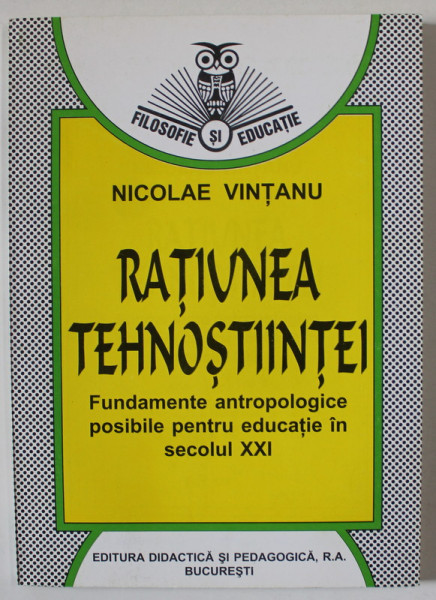 FILOSOFIE ȘI EDUCAȚIE
NICOLAE VINȚANU
RAȚIUNEA
TEHNOȘTIINȚEI
Fundamente antropologice
posibile pentru educație în
secolul XXI
EDITURA DIDACTICĂ ȘI PEDAGOGICĂ, R.A.
BUCUREȘTI